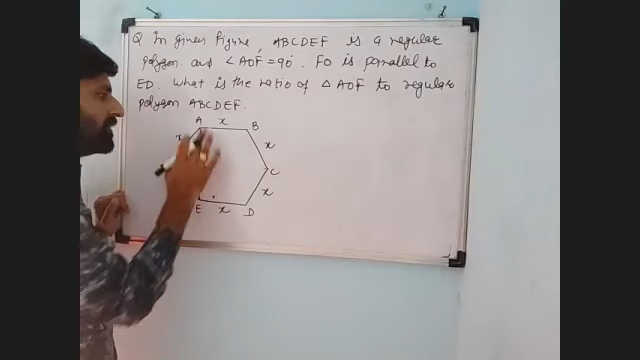 Q In given figure, ABCDEF is a regular
polygon. and ∠AOF = 90°. FO is parallel to
ED. What is the ratio of △AOF to regular
polygon ABCDEF.
A x B
x x
C
x
E x D